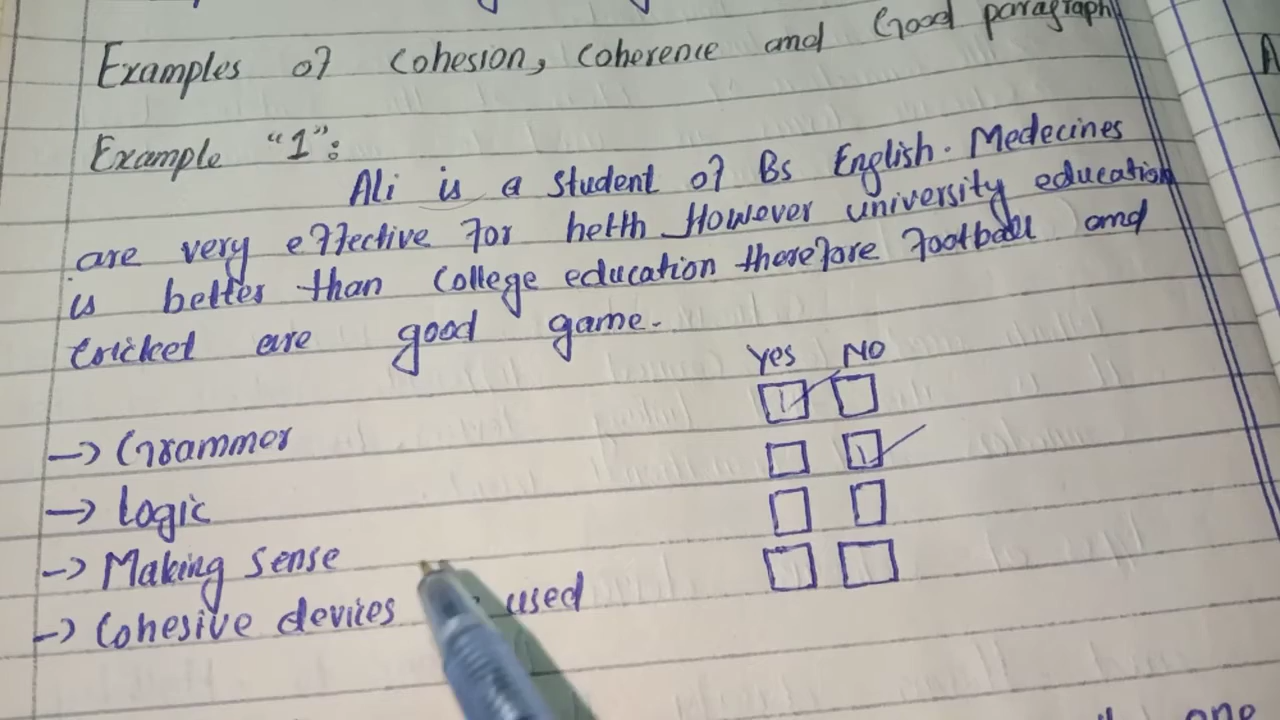 Examples of Cohesion, Coherence and Good paragraph
Example "1":
Ali is a student of Bs English. Medecines
are very effective for helth However university education
is better than College education therefore football and
Cricket are good game.
Yes No
→ Grammer
→ Logic
→ Making sense
→ Cohesive devices used
one
A